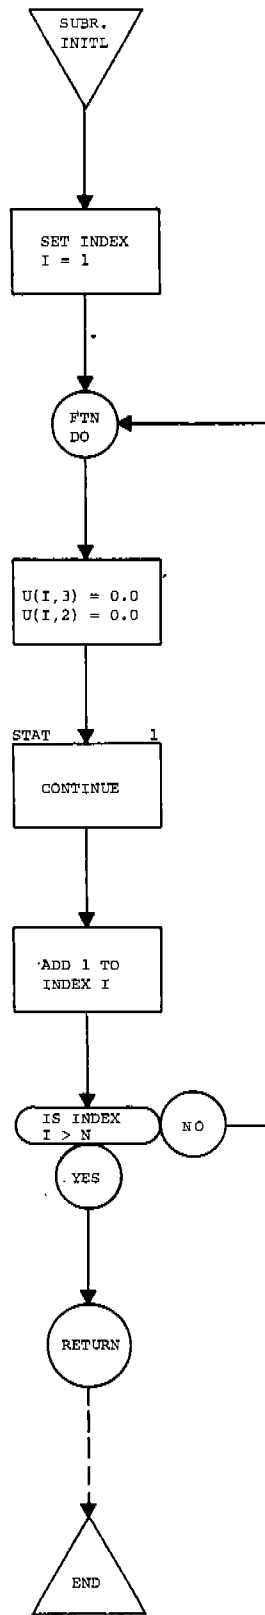 SUBR.
INITL
SET INDEX
I = 1
FTN
DO
U(I,3) = 0.0
U(I,2) = 0.0
STAT 1
CONTINUE
ADD 1 TO
INDEX I
IS INDEX
I > N
NO
YES
RETURN
END